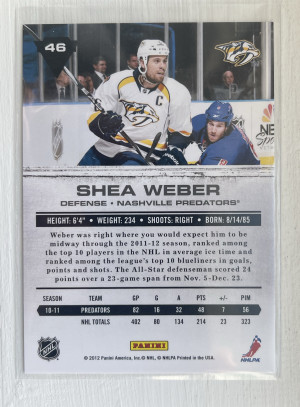 46
C
NBC
SHEA WEBER
DEFENSE • NASHVILLE PREDATORS®
HEIGHT: 6'4" • WEIGHT: 234 • SHOOTS: RIGHT • BORN: 8/14/85
Weber was right where you would expect him to be
midway through the 2011-12 season, ranked among
the top 10 players in the NHL in average ice time and
ranked among the league's top 10 blueliners in goals,
points and shots. The All-Star defenseman scored 24
points over a 23-game span from Nov. 5-Dec. 23.
SEASON TEAM GP G A PTS +/- PIM
10-11 PREDATORS 82 16 32 48 7 56
NHL TOTALS 402 80 134 214 23 323
NHL
PANINI
NHLPA
© 2012 Panini America, Inc.© NHL, © NHLPA Printed in the USA.